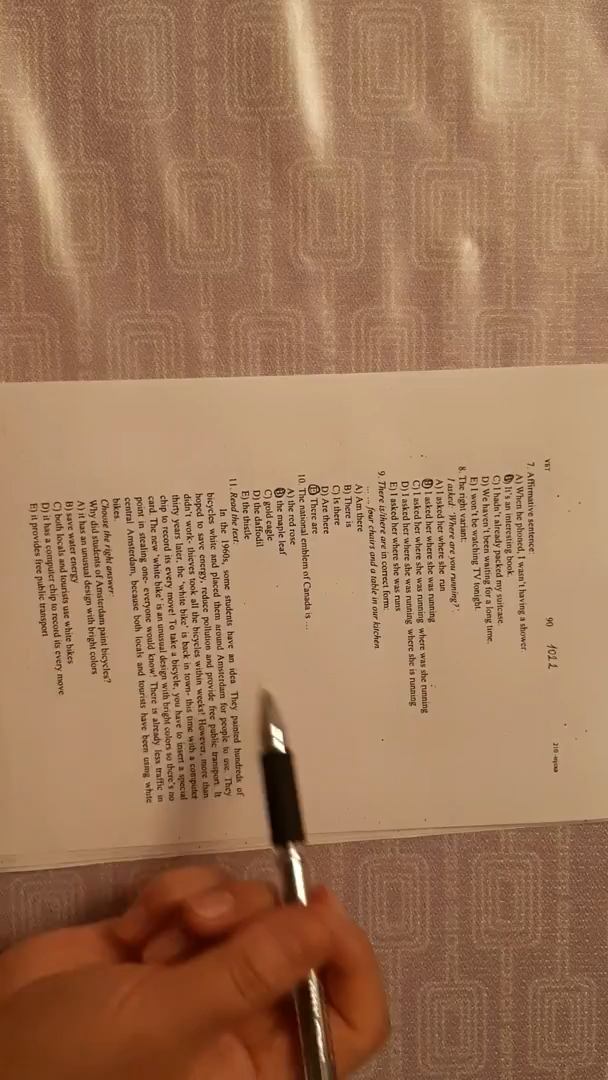 УВТ 90 1022
7. Affirmative sentence:
A) When he phoned, I wasn't having a shower.
B) It's an interesting book.
C) I hadn't already packed my suitcase.
D) We haven't been waiting for a long time.
E) I won't be watching TV tonight.
8. The right variant:
I asked: "Where are you running?".
A) I asked her where she run
B) I asked her where she was running
C) I asked her where she was running where was she running
D) I asked her where she was running where she is running
E) I asked her where she was runs
9. There is/there are in correct form:
... ... four chairs and a table in our kitchen.
A) Am there
B) There is
C) Is there
D) Are there
E) There are
10. The national emblem of Canada is ...
A) the red rose
B) the maple leaf
C) gold eagle
D) the daffodil
E) the thistle
11. Read the text.
In the 1960s, some students have an idea. They painted hundreds of
bicycles white and placed them around Amsterdam for people to use. They
hoped to save energy, reduce pollution and provide free public transport. It
didn't work- thieves took all the bicycles within weeks! However, more than
thirty years later, the 'white bike' is back in town- this time with a computer
chip to record its every move! To take a bicycle, you have to insert a special
card. The new 'white bike' is an unusual design with bright colors so there's no
point in stealing one- everyone would know! There is already less traffic in
central Amsterdam, because both locals and tourists have been using white
bikes.
Choose the right answer:
Why did students of Amsterdam paint bicycles?
A) it has an unusual design with bright colors
B) save water energy
C) both locals and tourists use white bikes
D) it has a computer chip to record its every move
E) it provides free public transport